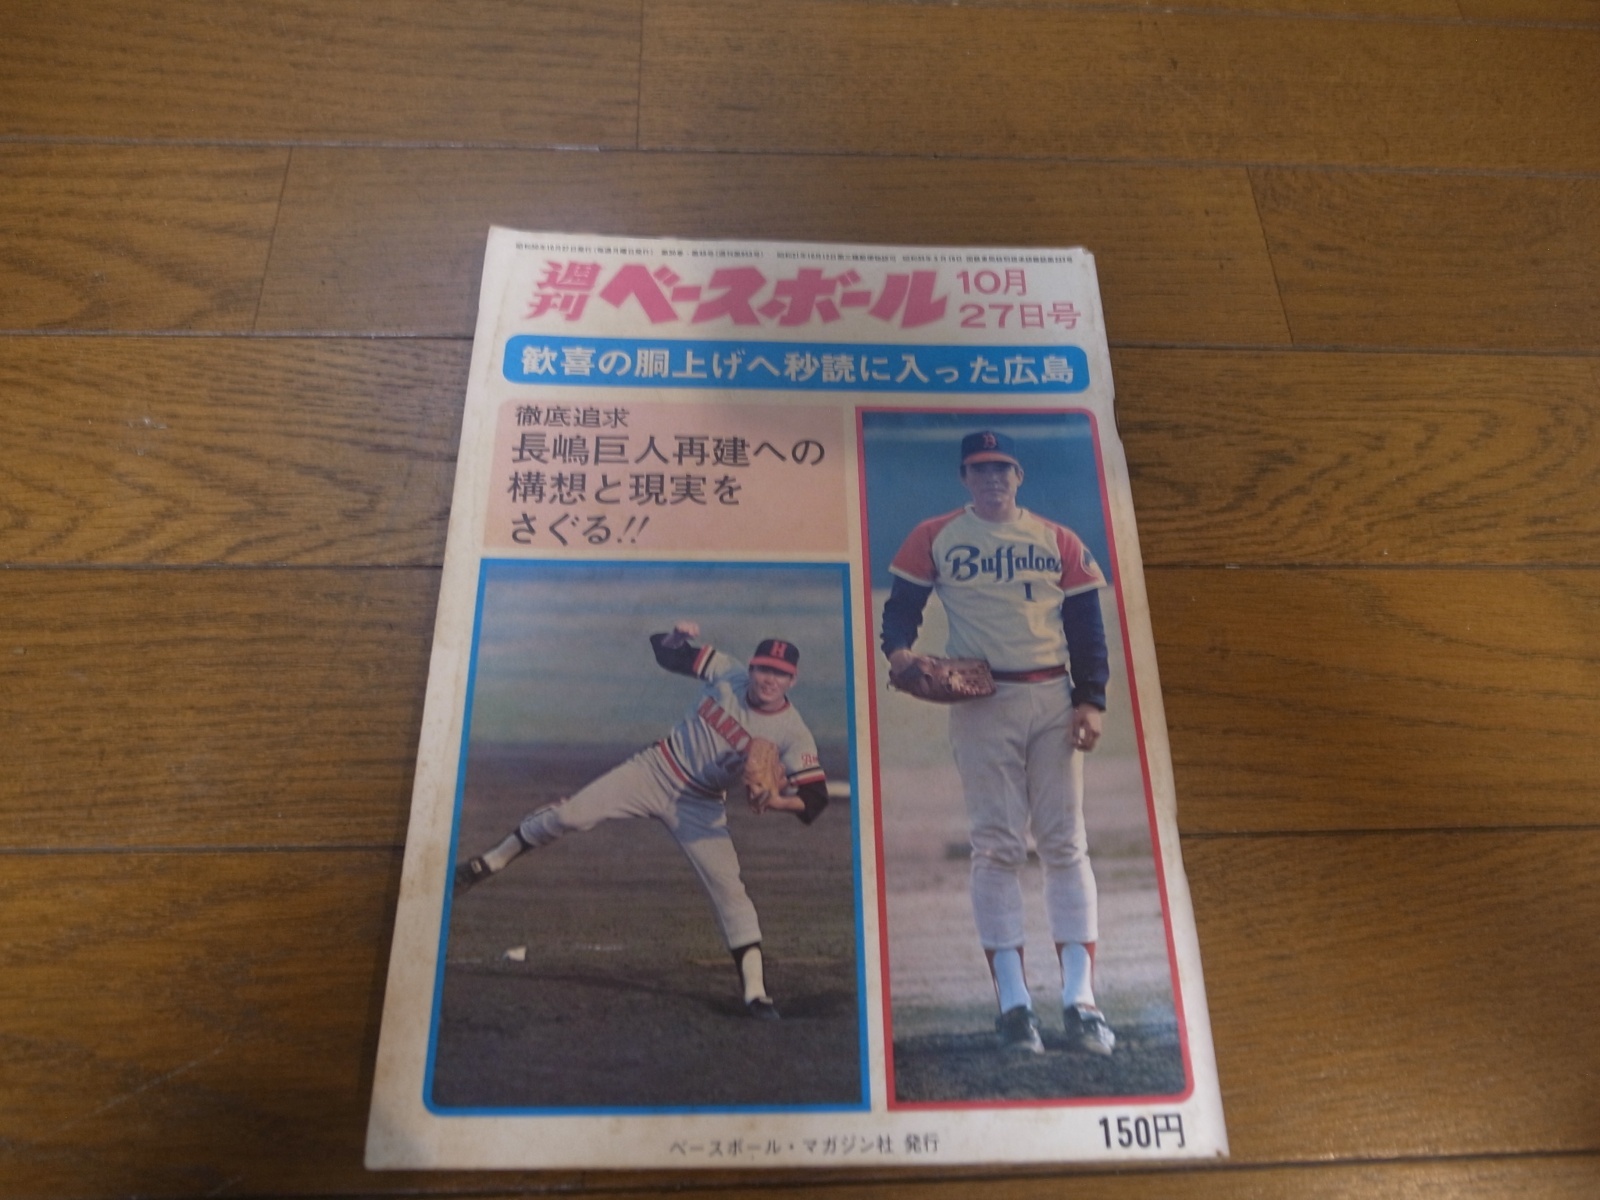 週刊ベースボール
10月
27日号
歓喜の胴上げへ秒読に入った広島
徹底追求
長嶋巨人再建への
構想と現実を
さぐる!!
B
Buffaloes
1
H
150円
ベースボール・マガジン社 発行